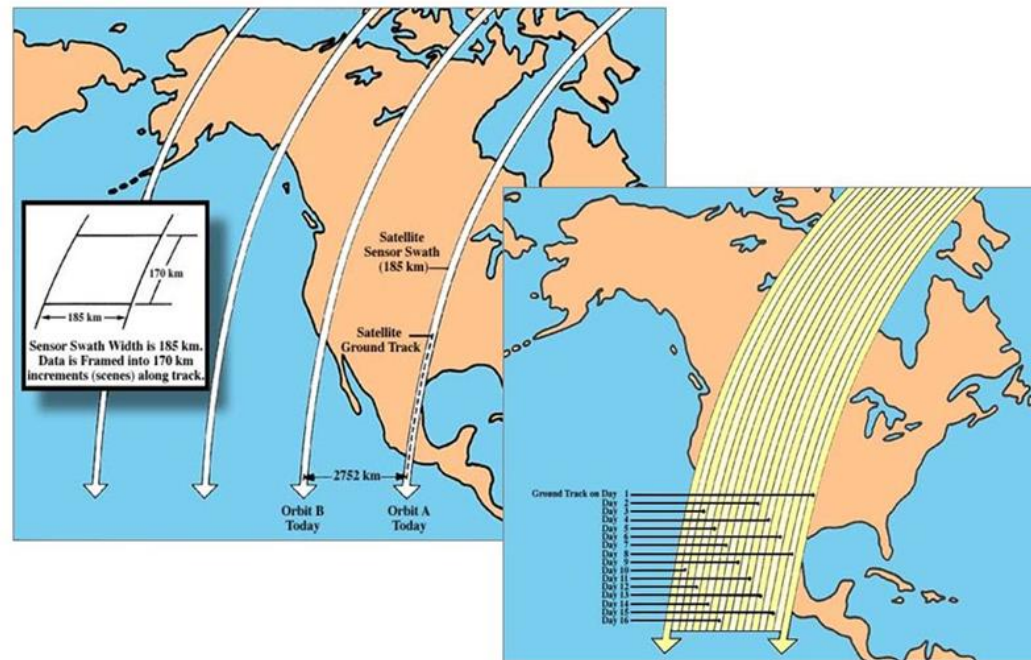 Satellite
Sensor Swath
(185 km)
Satellite
Ground Track
170 km
185 km
Sensor Swath Width is 185 km.
Data is Framed into 170 km
increments (scenes) along track.
2752 km
Orbit B
Today
Orbit A
Today
Ground Track on Day 1
Day 2
Day 3
Day 4
Day 5
Day 6
Day 7
Day 8
Day 9
Day 10
Day 11
Day 12
Day 13
Day 14
Day 15
Day 16